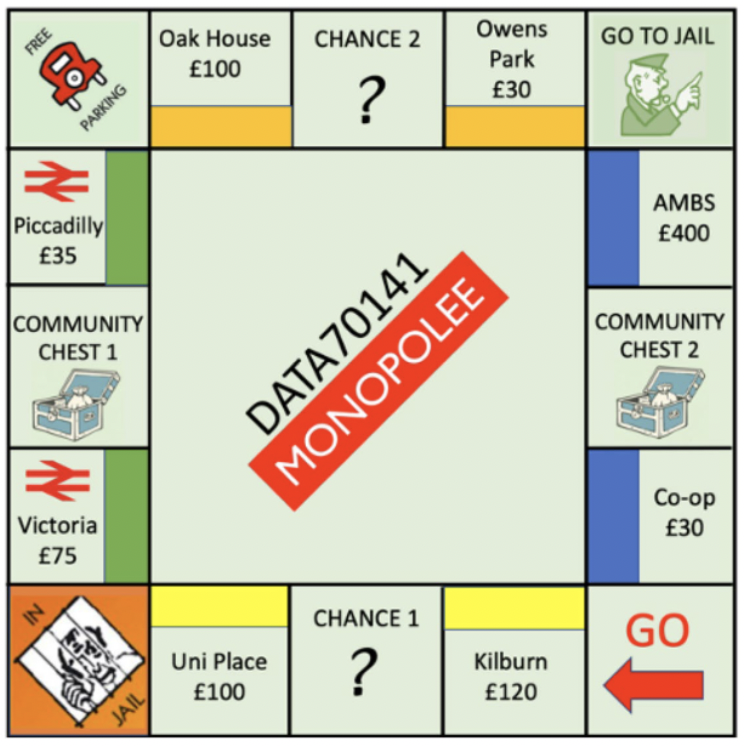 FREE
PARKING
Oak House
£100
CHANCE 2
?
Owens
Park
£30
GO TO JAIL
Piccadilly
£35
AMBS
£400
COMMUNITY
CHEST 1
DATA70141
MONOPOLEE
COMMUNITY
CHEST 2
Victoria
£75
Co-op
£30
IN
JAIL
Uni Place
£100
CHANCE 1
?
Kilburn
£120
GO